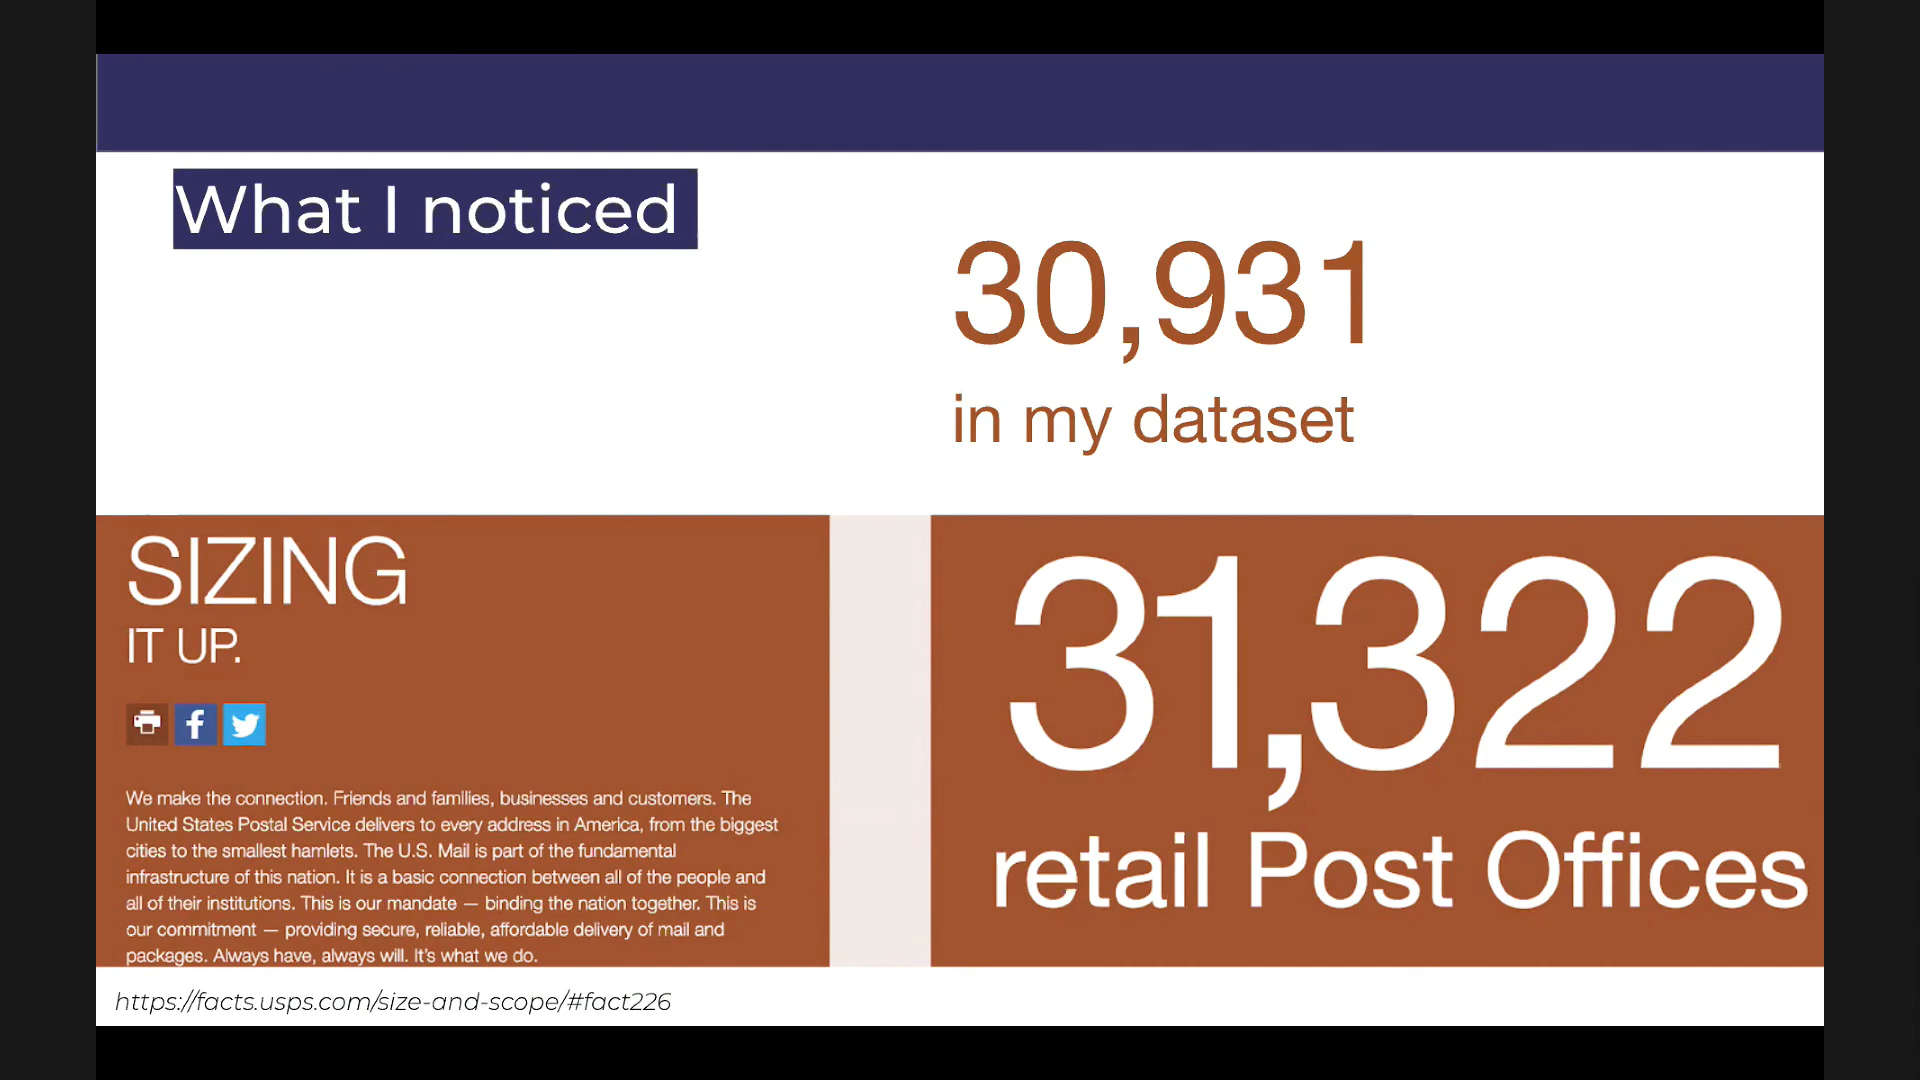 What I noticed
30,931
in my dataset
SIZING
IT UP.
We make the connection. Friends and families, businesses and customers. The
United States Postal Service delivers to every address in America, from the biggest
cities to the smallest hamlets. The U.S. Mail is part of the fundamental
infrastructure of this nation. It is a basic connection between all of the people and
all of their institutions. This is our mandate — binding the nation together. This is
our commitment — providing secure, reliable, affordable delivery of mail and
packages. Always have, always will. It's what we do.
31,322
retail Post Offices
https://facts.usps.com/size-and-scope/#fact226